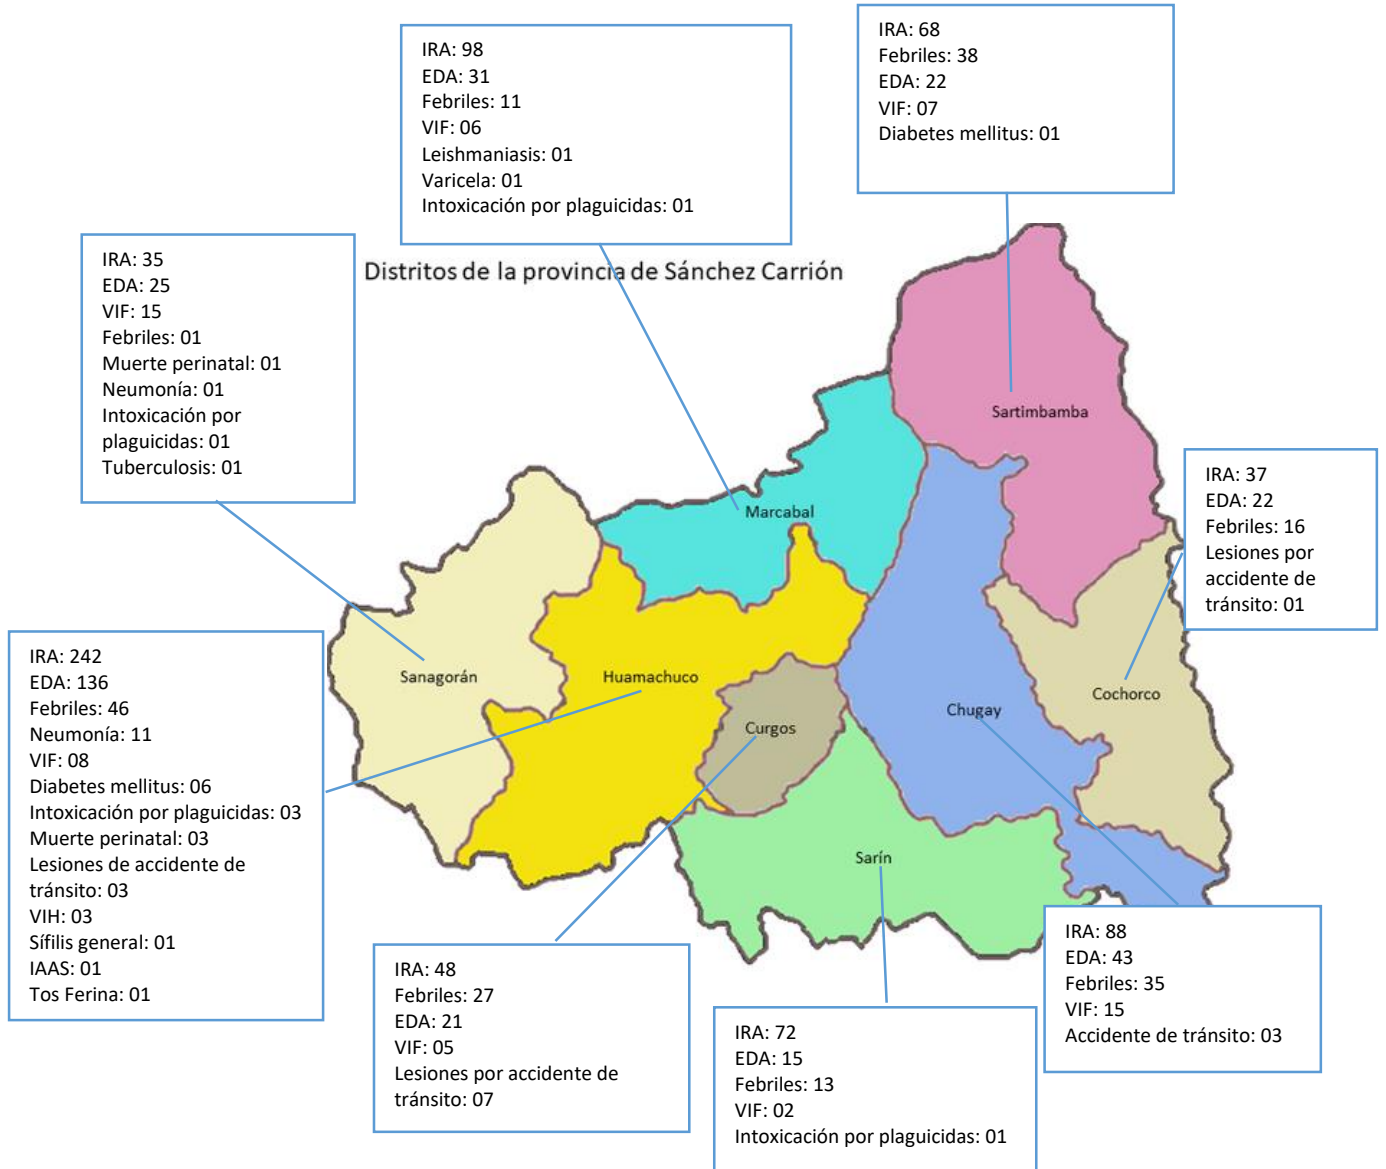 IRA: 98
EDA: 31
Febriles: 11
VIF: 06
Leishmaniasis: 01
Varicela: 01
Intoxicación por plaguicidas: 01
IRA: 68
Febriles: 38
EDA: 22
VIF: 07
Diabetes mellitus: 01
IRA: 35
EDA: 25
VIF: 15
Febriles: 01
Muerte perinatal: 01
Neumonía: 01
Intoxicación por
plaguicidas: 01
Tuberculosis: 01
Distritos de la provincia de Sánchez Carrión
Sartimbamba
Marcabal
IRA: 37
EDA: 22
Febriles: 16
Lesiones por
accidente de
tránsito: 01
Sanagorán
Huamachuco
Curgos
Chugay
Cochorco
Sarín
IRA: 242
EDA: 136
Febriles: 46
Neumonía: 11
VIF: 08
Diabetes mellitus: 06
Intoxicación por plaguicidas: 03
Muerte perinatal: 03
Lesiones de accidente de
tránsito: 03
VIH: 03
Sífilis general: 01
IAAS: 01
Tos Ferina: 01
IRA: 48
Febriles: 27
EDA: 21
VIF: 05
Lesiones por accidente de
tránsito: 07
IRA: 72
EDA: 15
Febriles: 13
VIF: 02
Intoxicación por plaguicidas: 01
IRA: 88
EDA: 43
Febriles: 35
VIF: 15
Accidente de tránsito: 03